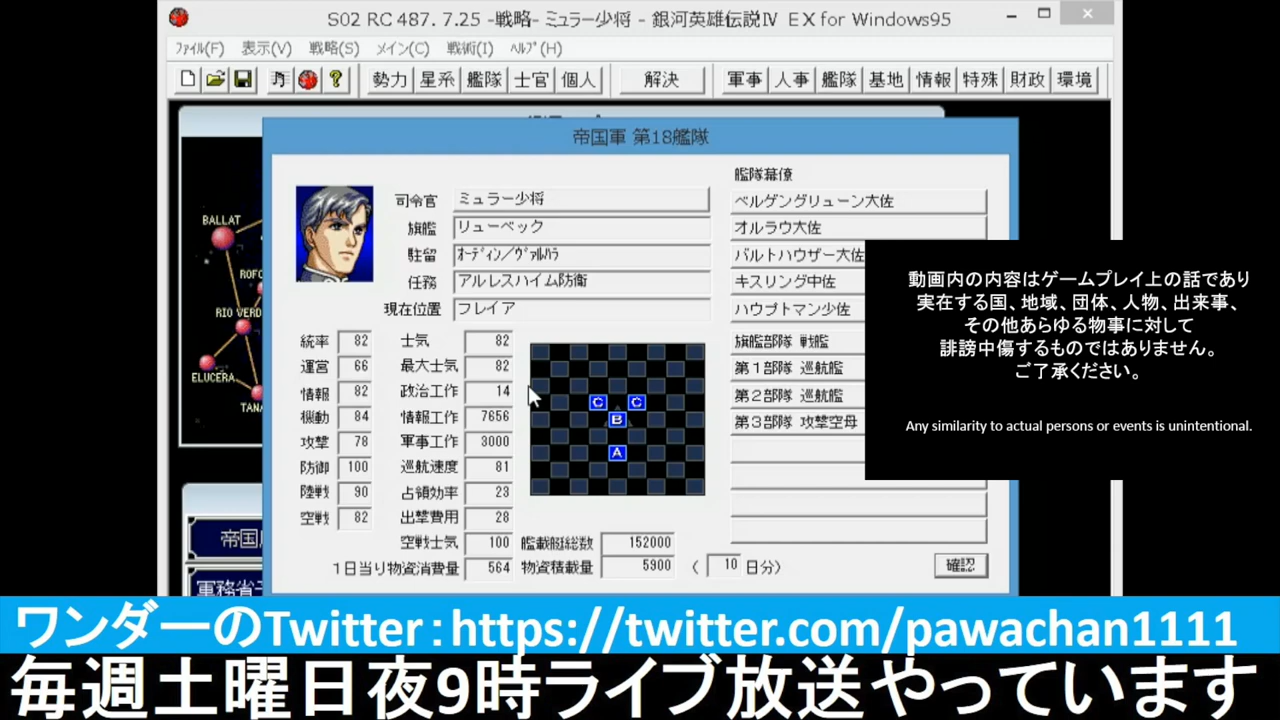 S02 RC 487. 7.25 -戦略- ミュラー少将 - 銀河英雄伝説Ⅳ EX for Windows95
ﾌｧｲﾙ(F) 表示(V) 戦略(S) メイン(C) 戦術(I) ﾍﾙﾌﾟ(H)
勢力 星系 艦隊 士官 個人 解決 軍事 人事 艦隊 基地 情報 特殊 財政 環境
帝国軍 第18艦隊
BALLAT
RIO VERD
ELUCERA
TANA
帝国
司令官 ミュラー少将
旗艦 リューベック
駐留 ｵｰﾃﾞｨﾝ／ｳﾞｧﾙﾊﾗ
任務 アルレスハイム防衛
現在位置 フレイア
艦隊幕僚
ベルゲングリューン大佐
オルラウ大佐
バルトハウザー大佐
キスリング中佐
ハウプトマン少佐
統率 82
運営 66
情報 82
機動 84
攻撃 78
防御 100
陸戦 90
空戦 82
士気 82
最大士気 82
政治工作 14
情報工作 7656
軍事工作 3000
巡航速度 81
占領効率 23
出撃費用 28
空戦士気 100
1日当り物資消費量 564
C C
B
A
艦載艇総数 152000
物資積載量 5900 ( 10 日分)
旗艦部隊 戦艦
第1部隊 巡航艦
第2部隊 巡航艦
第3部隊 攻撃空母
確認
動画内の内容はゲームプレイ上の話であり
実在する国、地域、団体、人物、出来事、
その他あらゆる物事に対して
誹謗中傷するものではありません。
ご了承ください。
Any similarity to actual persons or events is unintentional.
ワンダーのTwitter：https://twitter.com/pawachan1111
毎週土曜日夜9時ライブ放送やっています